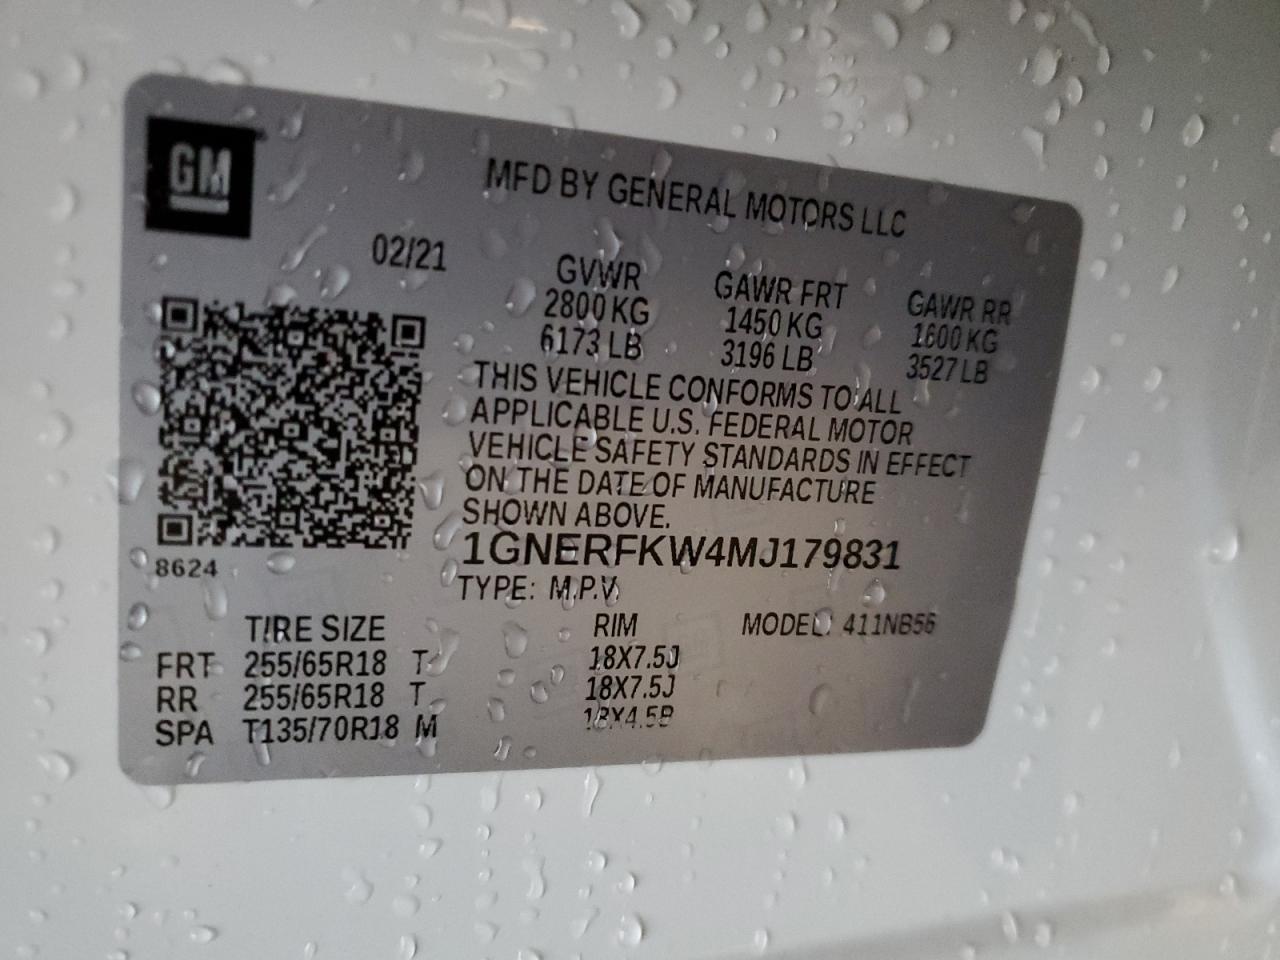 GM
MFD BY GENERAL MOTORS LLC
02/21
GVWR GAWR FRT GAWR RR
2800 KG 1450 KG 1600 KG
6173 LB 3196 LB 3527 LB
THIS VEHICLE CONFORMS TO ALL
APPLICABLE U.S. FEDERAL MOTOR
VEHICLE SAFETY STANDARDS IN EFFECT
ON THE DATE OF MANUFACTURE
SHOWN ABOVE.
1GNERFKW4MJ179831
8624
TYPE: M.P.V.
TIRE SIZE RIM MODEL: 411NB56
FRT 255/65R18 T 18X7.5J
RR 255/65R18 T 18X7.5J
SPA T135/70R18 M 18X4.5B